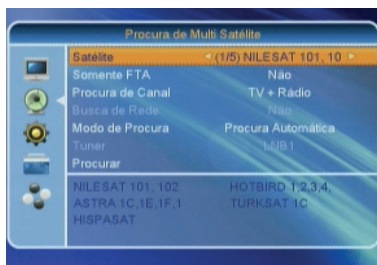 Procura de Multi Satélite
Satélite (1/5) NILESAT 101, 10
Somente FTA Não
Procura de Canal TV + Rádio
Busca de Rede Não
Modo de Procura Procura Automática
Tuner LNB1
Procurar
NILESAT 101, 102 HOTBIRD 1,2,3,4,
ASTRA 1C,1E,1F,1 TURKSAT 1C
HISPASAT